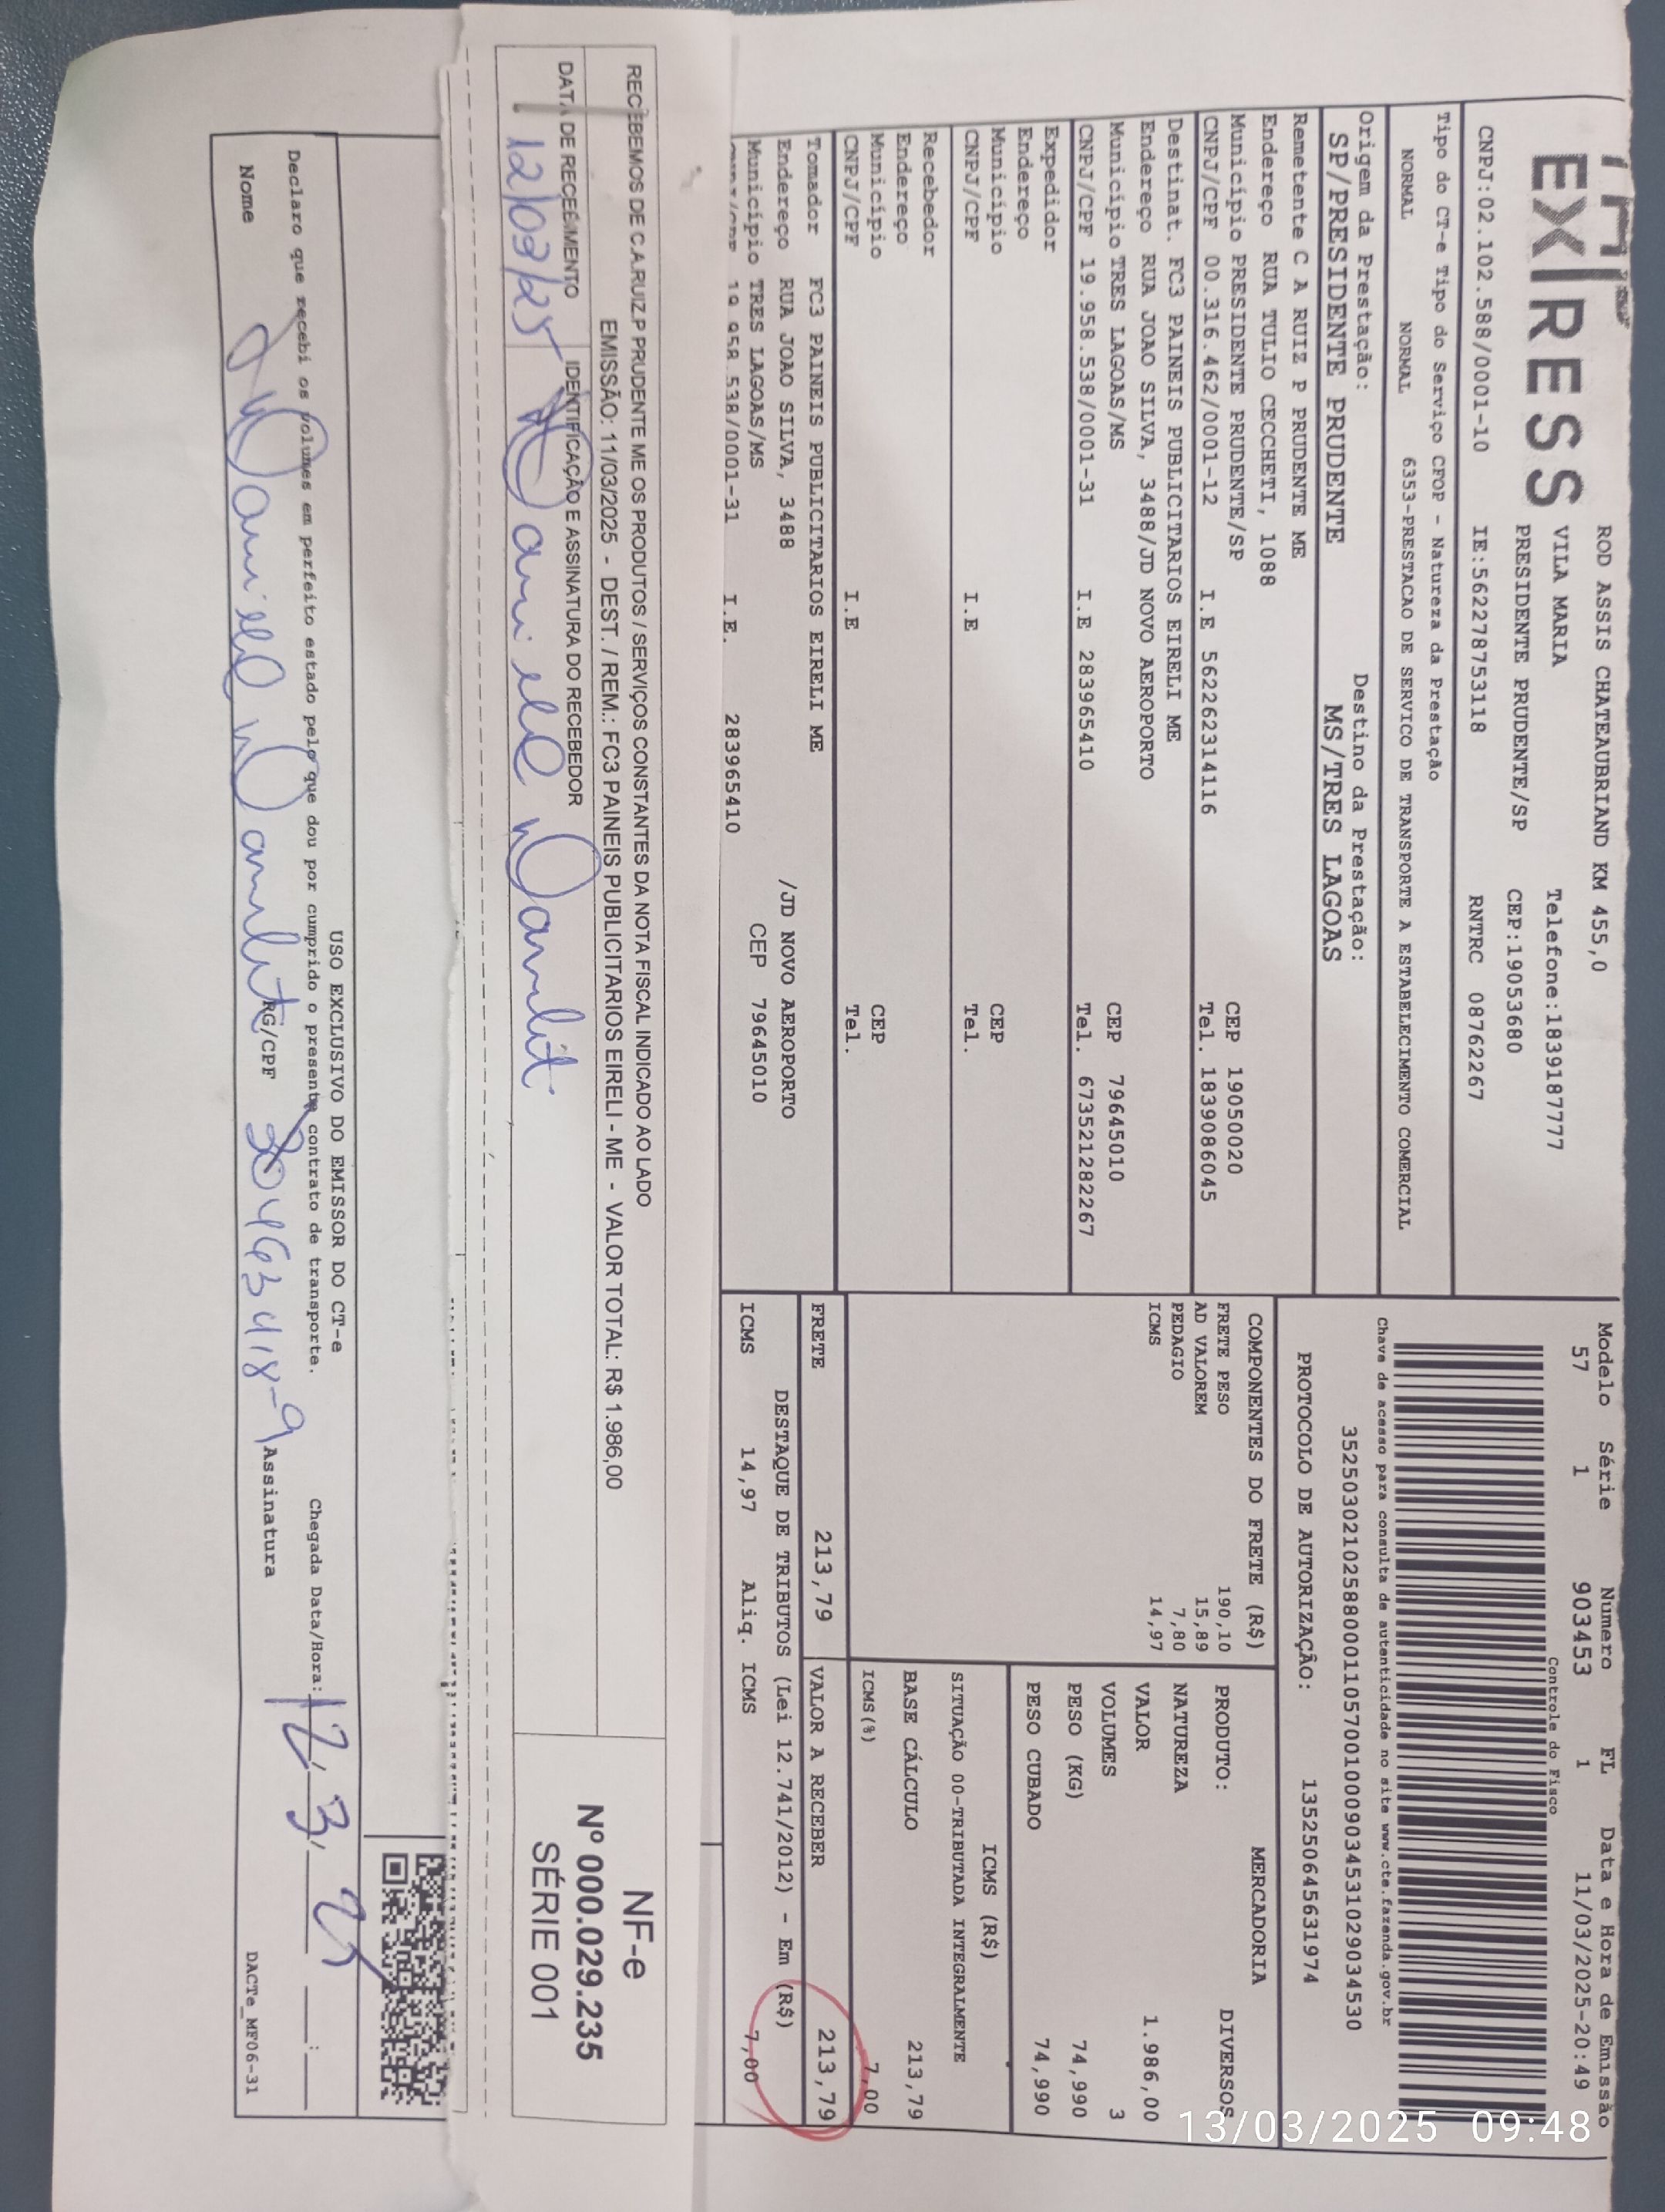 EXPRESS
ROD ASSIS CHATEAUBRIAND KM 455,0
VILA MARIA Telefone:1839187777
PRESIDENTE PRUDENTE/SP CEP:19053680
CNPJ:02.102.588/0001-10 IE:562278753118 RNTRC 08762267
Tipo do CT-e Tipo do Serviço CFOP - Natureza da Prestação
NORMAL NORMAL 6353-PRESTACAO DE SERVICO DE TRANSPORTE A ESTABELECIMENTO COMERCIAL
Origem da Prestação: Destino da Prestação:
SP/PRESIDENTE PRUDENTE MS/TRES LAGOAS
Remetente C A RUIZ P PRUDENTE ME
Endereço RUA TULIO CECCHETI, 1088
Município PRESIDENTE PRUDENTE/SP CEP 19050020
CNPJ/CPF 00.316.462/0001-12 I.E 562262314116 Tel. 1839086045
Destinat. FC3 PAINEIS PUBLICITARIOS EIRELI ME
Endereço RUA JOAO SILVA, 3488/JD NOVO AEROPORTO
Município TRES LAGOAS/MS CEP 79645010
CNPJ/CPF 19.958.538/0001-31 I.E 283965410 Tel. 673521282267
Expedidor
Endereço
Município CEP
CNPJ/CPF I.E Tel.
Recebedor
Endereço
Município CEP
CNPJ/CPF I.E Tel.
Tomador FC3 PAINEIS PUBLICITARIOS EIRELI ME
Endereço RUA JOAO SILVA, 3488 /JD NOVO AEROPORTO
Município TRES LAGOAS/MS CEP 79645010
CNPJ/CPF 19.958.538/0001-31 I.E. 283965410
Modelo Série Numero FL Data e Hora de Emissão
57 1 903453 1 11/03/2025-20:49
Controle do Fisco
Chave de acesso para consulta de autenticidade no site www.cte.fazenda.gov.br
35250302102588000110570010009034531029034530
PROTOCOLO DE AUTORIZAÇÃO: 135250645631974
COMPONENTES DO FRETE (R$)
FRETE PESO 190,10
AD VALOREM 15,89
PEDAGIO 7,80
ICMS 14,97
MERCADORIA
PRODUTO: DIVERSOS
NATUREZA
VALOR 1.986,00
VOLUMES 3
PESO (KG) 74,990
PESO CUBADO 74,990
ICMS (R$)
SITUAÇÃO 00-TRIBUTADA INTEGRALMENTE
BASE CÁLCULO 213,79
ICMS(%) 7,00
FRETE 213,79 VALOR A RECEBER 213,79
DESTAQUE DE TRIBUTOS (Lei 12.741/2012) - Em (R$)
ICMS 14,97 Aliq. ICMS 7,00
RECEBEMOS DE C.A.RUIZ.P PRUDENTE ME OS PRODUTOS / SERVIÇOS CONSTANTES DA NOTA FISCAL INDICADO AO LADO
EMISSÃO: 11/03/2025 - DEST. / REM.: FC3 PAINEIS PUBLICITARIOS EIRELI - ME - VALOR TOTAL: R$ 1.986,00
DATA DE RECEBIMENTO IDENTIFICAÇÃO E ASSINATURA DO RECEBEDOR
12/03/25
NF-e
Nº 000.029.235
SÉRIE 001
USO EXCLUSIVO DO EMISSOR DO CT-e
Declaro que recebi os volumes em perfeito estado pelo que dou por cumprido o presente contrato de transporte. Chegada Data/Hora: 12/3/25
Nome RG/CPF Assinatura
DACTe_MF06-31
13/03/2025 09:48